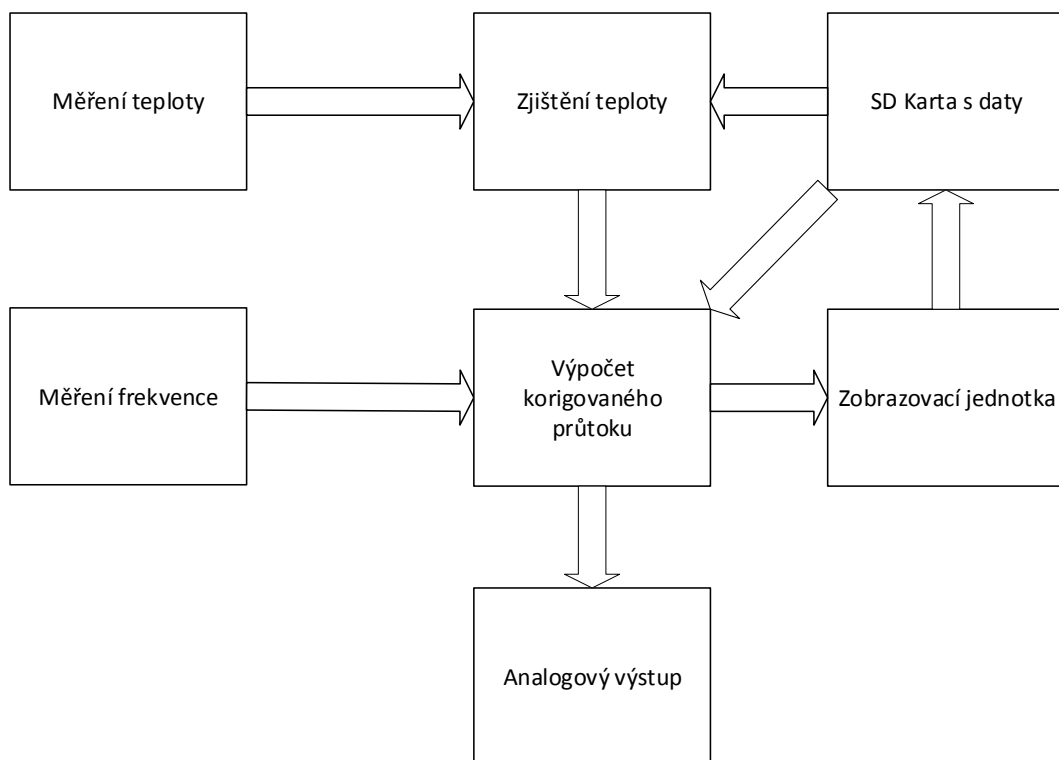 Měření teploty
Zjištění teploty
SD Karta s daty
Měření frekvence
Výpočet
korigovaného
průtoku
Zobrazovací jednotka
Analogový výstup